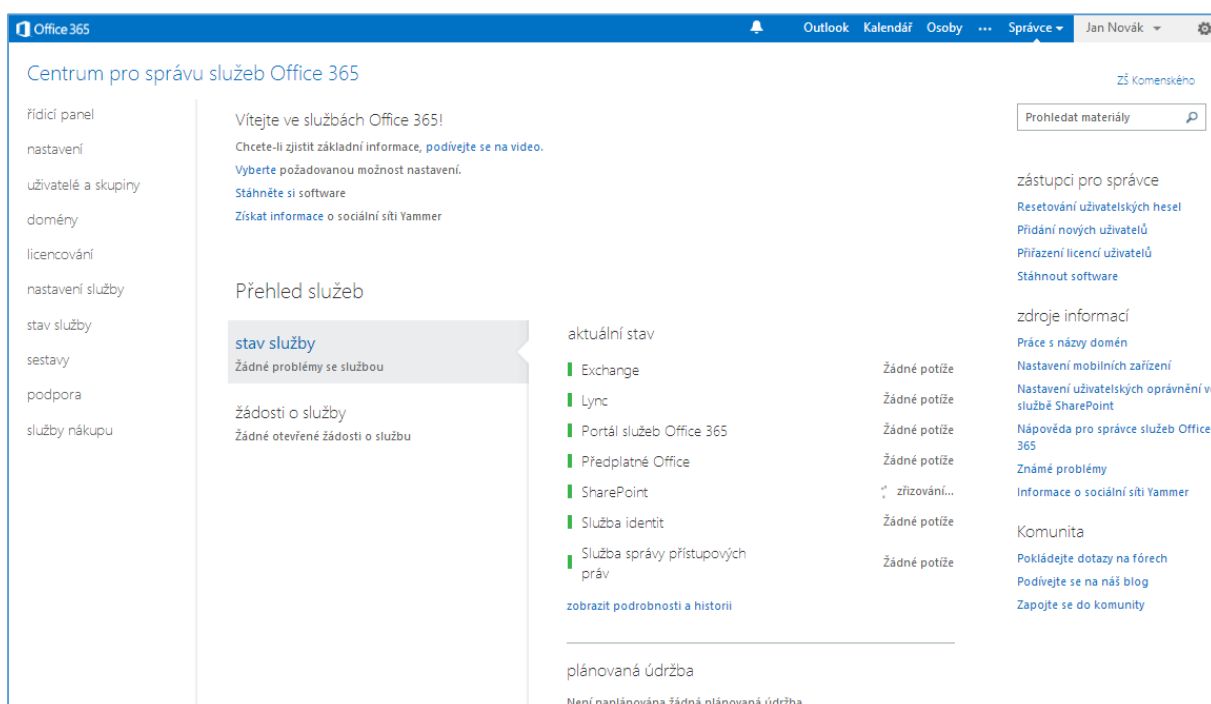 Office 365
Outlook Kalendář Osoby ... Správce Jan Novák
Centrum pro správu služeb Office 365
ZŠ Komenského
řídicí panel
nastavení
uživatelé a skupiny
domény
licencování
nastavení služby
stav služby
sestavy
podpora
služby nákupu
Vítejte ve službách Office 365!
Chcete-li zjistit základní informace, podívejte se na video.
Vyberte požadovanou možnost nastavení.
Stáhněte si software
Získat informace o sociální síti Yammer
Přehled služeb
stav služby
Žádné problémy se službou
žádosti o služby
Žádné otevřené žádosti o službu
aktuální stav
Exchange Žádné potíže
Lync Žádné potíže
Portál služeb Office 365 Žádné potíže
Předplatné Office Žádné potíže
SharePoint zřizování...
Služba identit Žádné potíže
Služba správy přístupových
práv Žádné potíže
zobrazit podrobnosti a historii
plánovaná údržba
Není naplánována žádná plánovaná údržba
Prohledat materiály
zástupci pro správce
Resetování uživatelských hesel
Přidání nových uživatelů
Přiřazení licencí uživatelů
Stáhnout software
zdroje informací
Práce s názvy domén
Nastavení mobilních zařízení
Nastavení uživatelských oprávnění v
službě SharePoint
Nápověda pro správce služeb Office
365
Známé problémy
Informace o sociální síti Yammer
Komunita
Pokládejte dotazy na fórech
Podívejte se na náš blog
Zapojte se do komunity